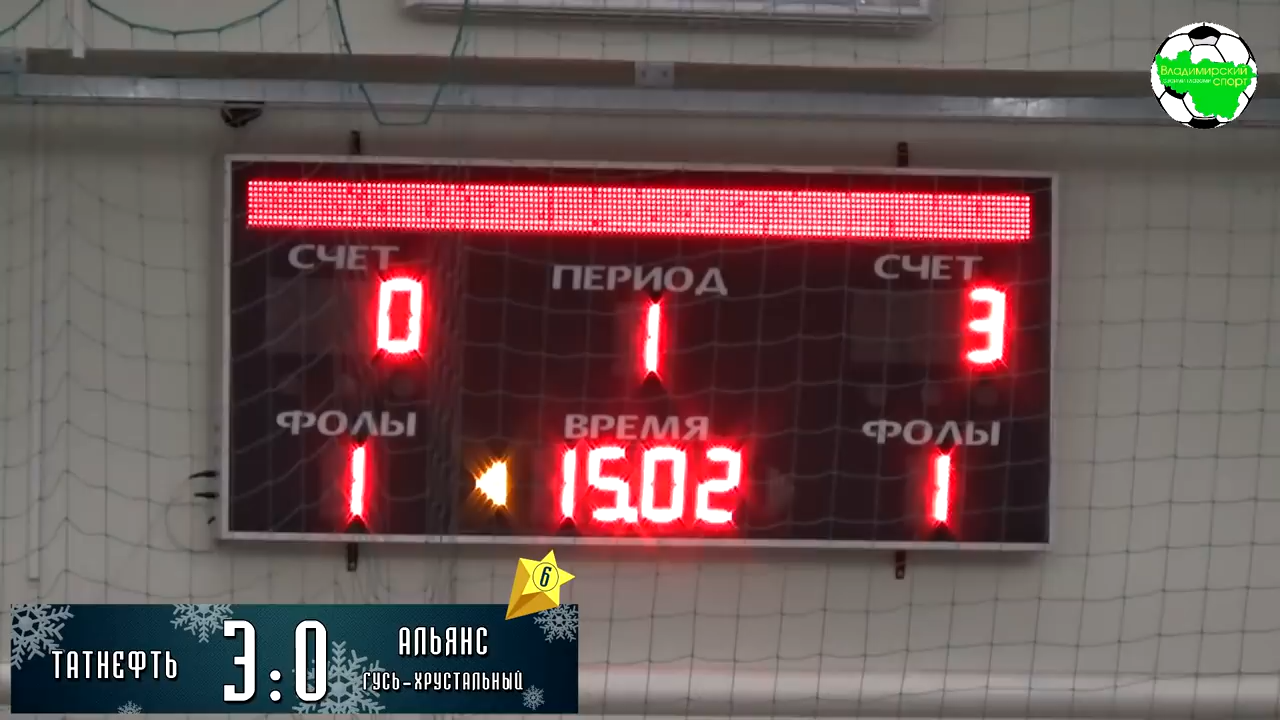 Владимирский
спорт
СЧЕТ
ПЕРИОД
СЧЕТ
0
1
3
ФОЛЫ
ВРЕМЯ
ФОЛЫ
1
15.02
1
6
ТАТНЕФТЬ
3:0
АЛЬЯНС
ГУСЬ-ХРУСТАЛЬНЫЙ